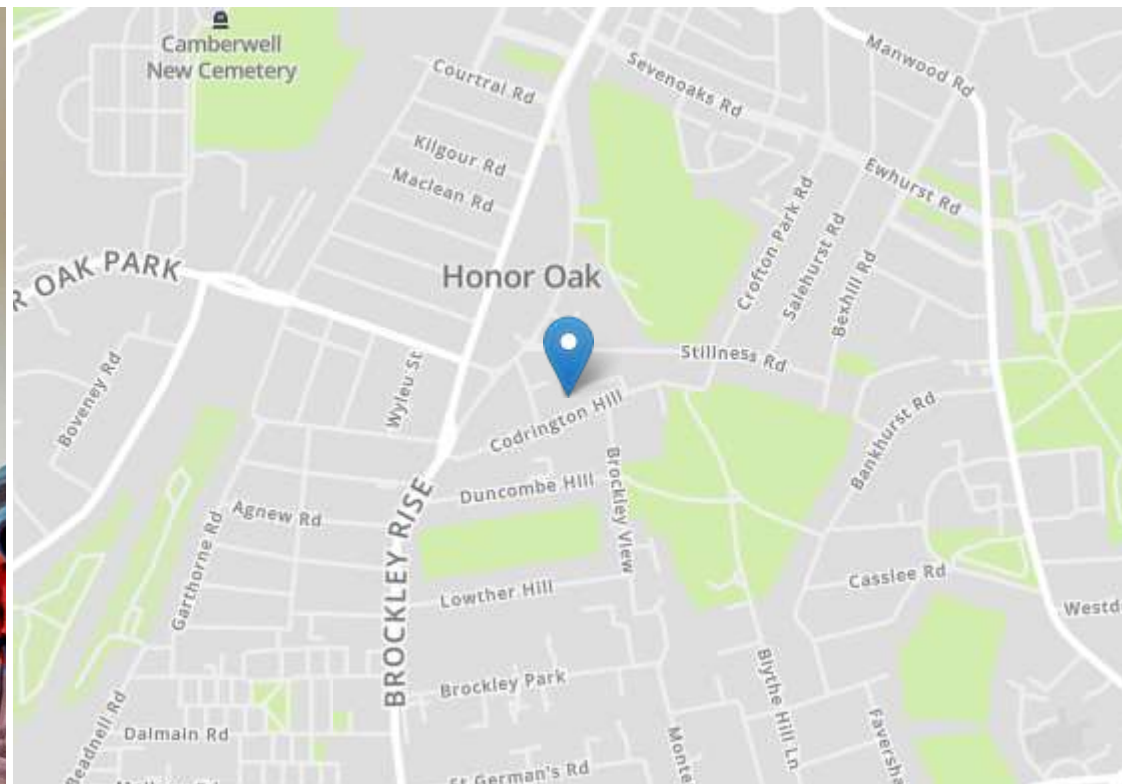 Camberwell
New Cemetery
Courtral Rd
Sevenoaks Rd
Manwood Rd
Kilgour Rd
Maclean Rd
Ewhurst Rd
R OAK PARK
Honor Oak
Crofton Park Rd
Salehurst Rd
Bexhill Rd
Stillness Rd
Boveney Rd
Wyleu St
Codrington Hill
Bankhurst Rd
Duncombe Hill
Brockley View
Agnew Rd
Garthorne Rd
BROCKLEY RISE
Lowther Hill
Casslee Rd
Westd
Brockley Park
Blythe Hill Ln
Faversha
Beadnell Rd
Dalmain Rd
Monte
St German's Rd